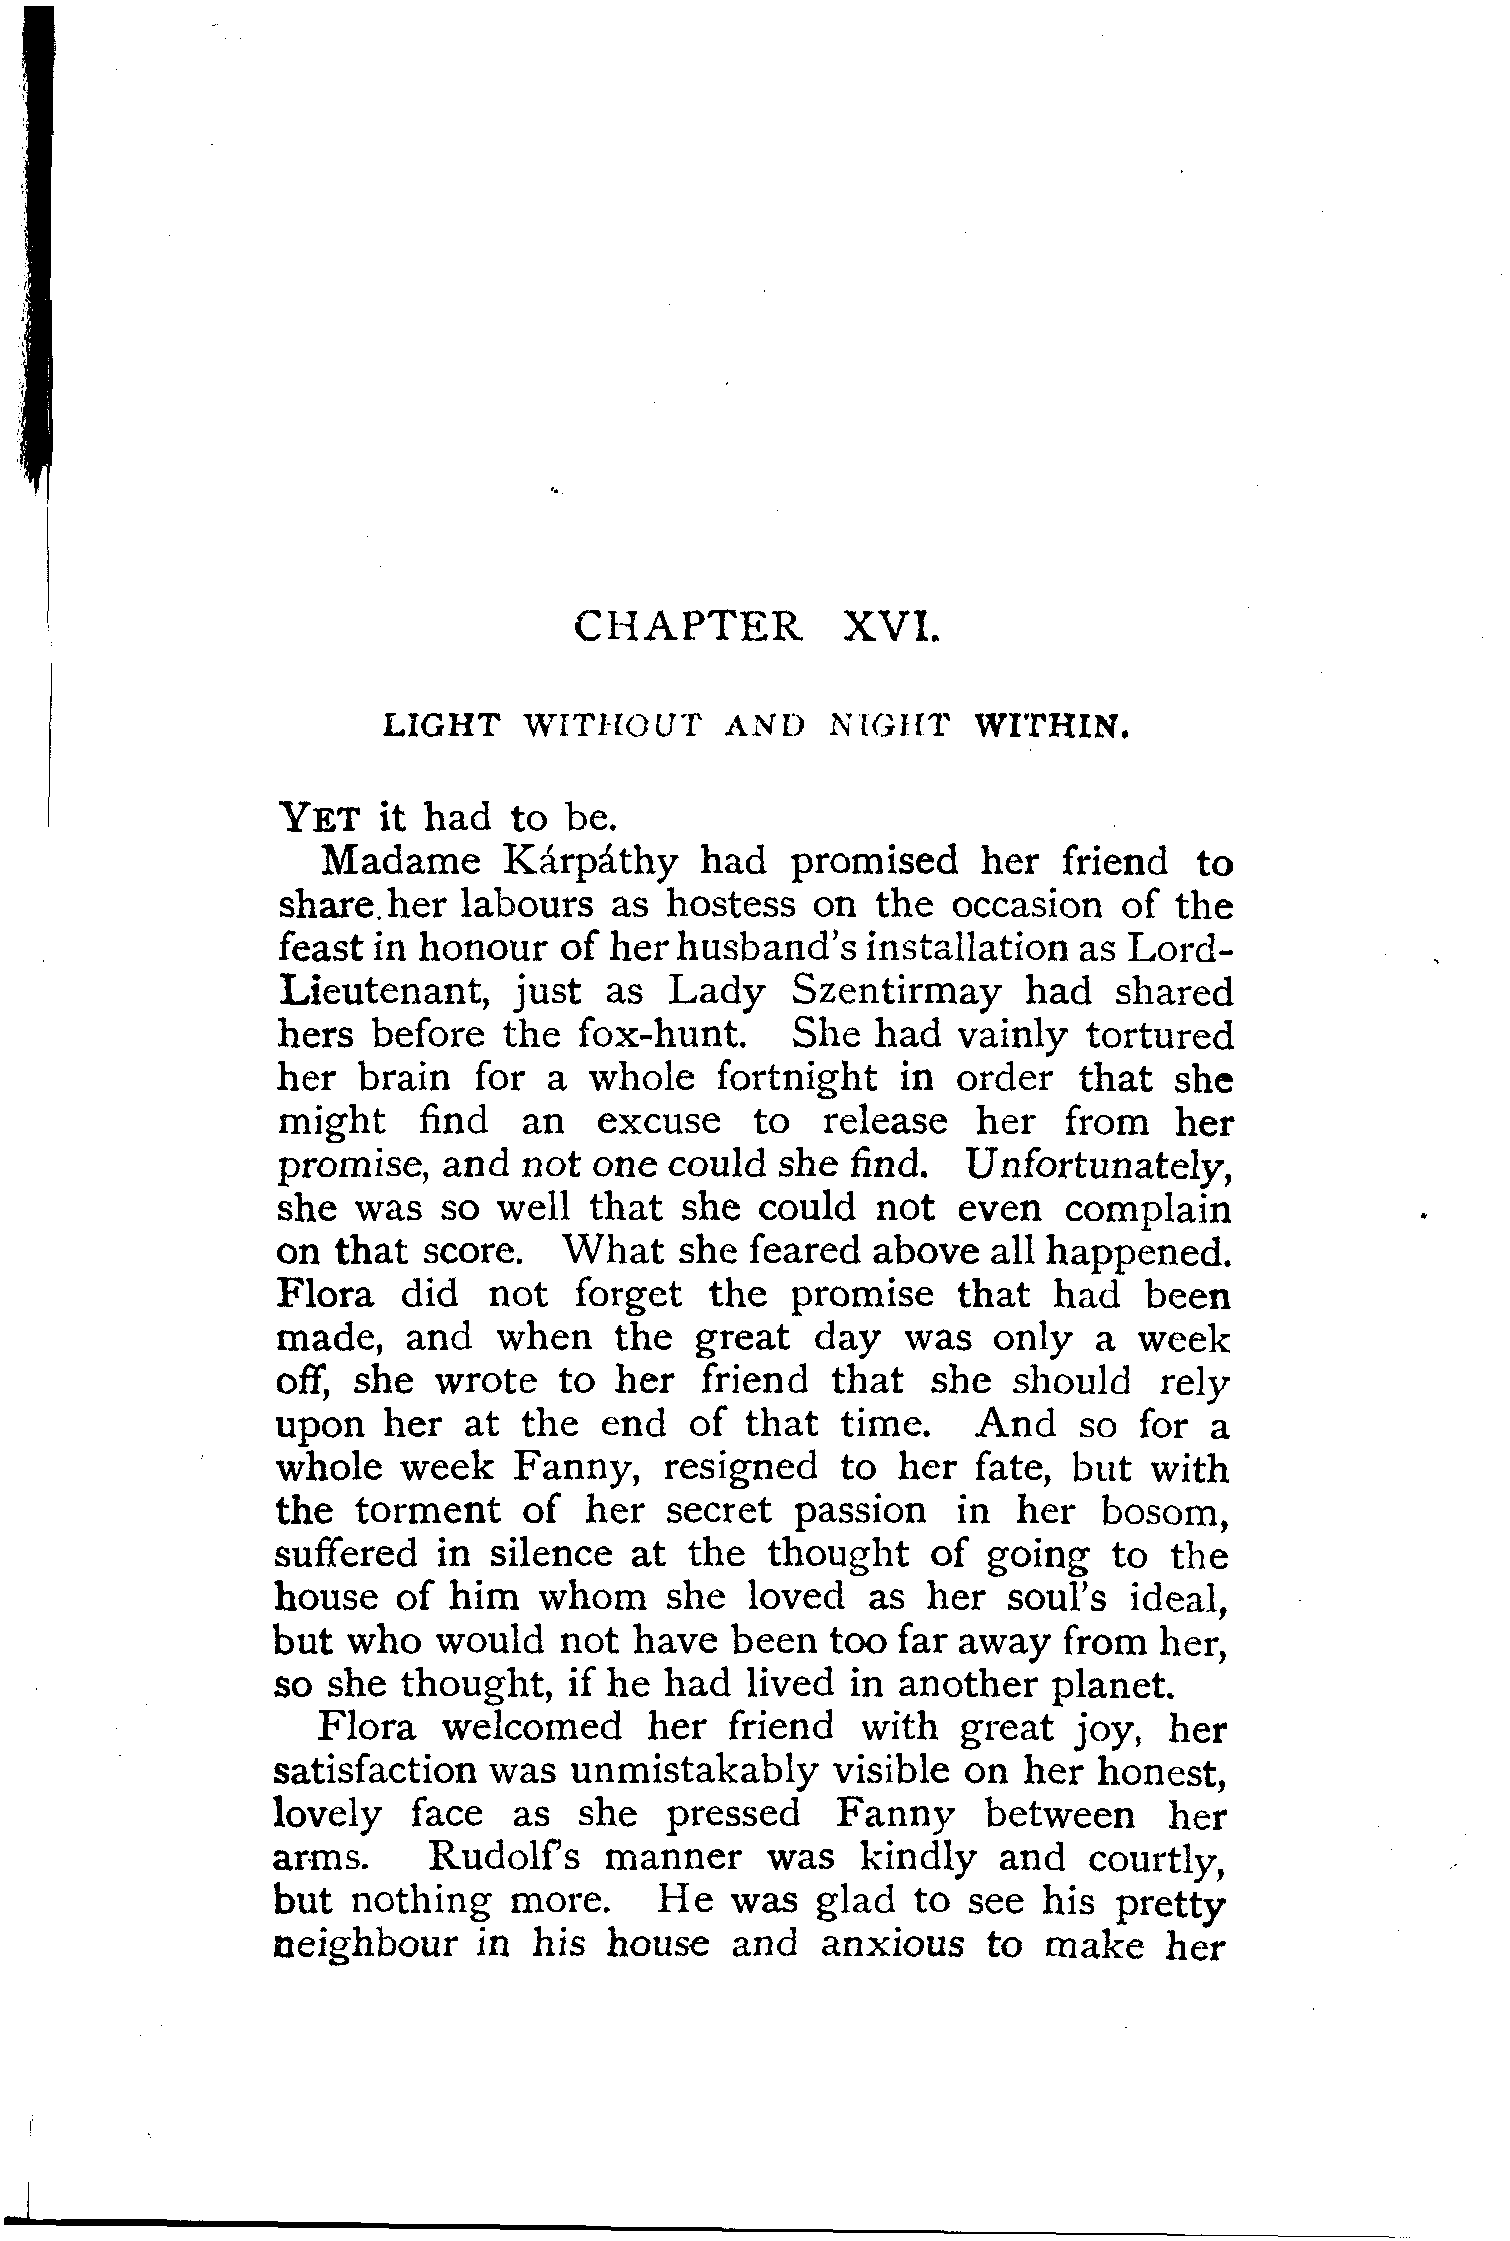 CHAPTER XVI.
LIGHT WITHOUT AND NIGHT WITHIN.
YET it had to be.
Madame Kárpáthy had promised her friend to
share her labours as hostess on the occasion of the
feast in honour of her husband's installation as Lord-
Lieutenant, just as Lady Szentirmay had shared
hers before the fox-hunt. She had vainly tortured
her brain for a whole fortnight in order that she
might find an excuse to release her from her
promise, and not one could she find. Unfortunately,
she was so well that she could not even complain
on that score. What she feared above all happened.
Flora did not forget the promise that had been
made, and when the great day was only a week
off, she wrote to her friend that she should rely
upon her at the end of that time. And so for a
whole week Fanny, resigned to her fate, but with
the torment of her secret passion in her bosom,
suffered in silence at the thought of going to the
house of him whom she loved as her soul's ideal,
but who would not have been too far away from her,
so she thought, if he had lived in another planet.
Flora welcomed her friend with great joy, her
satisfaction was unmistakably visible on her honest,
lovely face as she pressed Fanny between her
arms. Rudolf's manner was kindly and courtly,
but nothing more. He was glad to see his pretty
neighbour in his house and anxious to make her